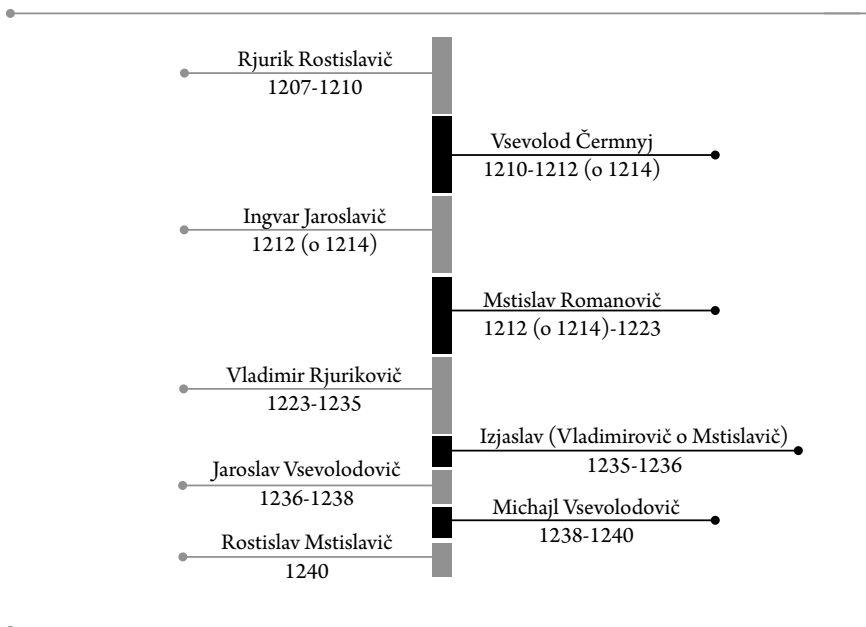 Rjurik Rostislavič
1207-1210
Vsevolod Čermnyj
1210-1212 (o 1214)
Ingvar Jaroslavič
1212 (o 1214)
Mstislav Romanovič
1212 (o 1214)-1223
Vladimir Rjurikovič
1223-1235
Izjaslav (Vladimirovič o Mstislavič)
1235-1236
Jaroslav Vsevolodovič
1236-1238
Michajl Vsevolodovič
1238-1240
Rostislav Mstislavič
1240